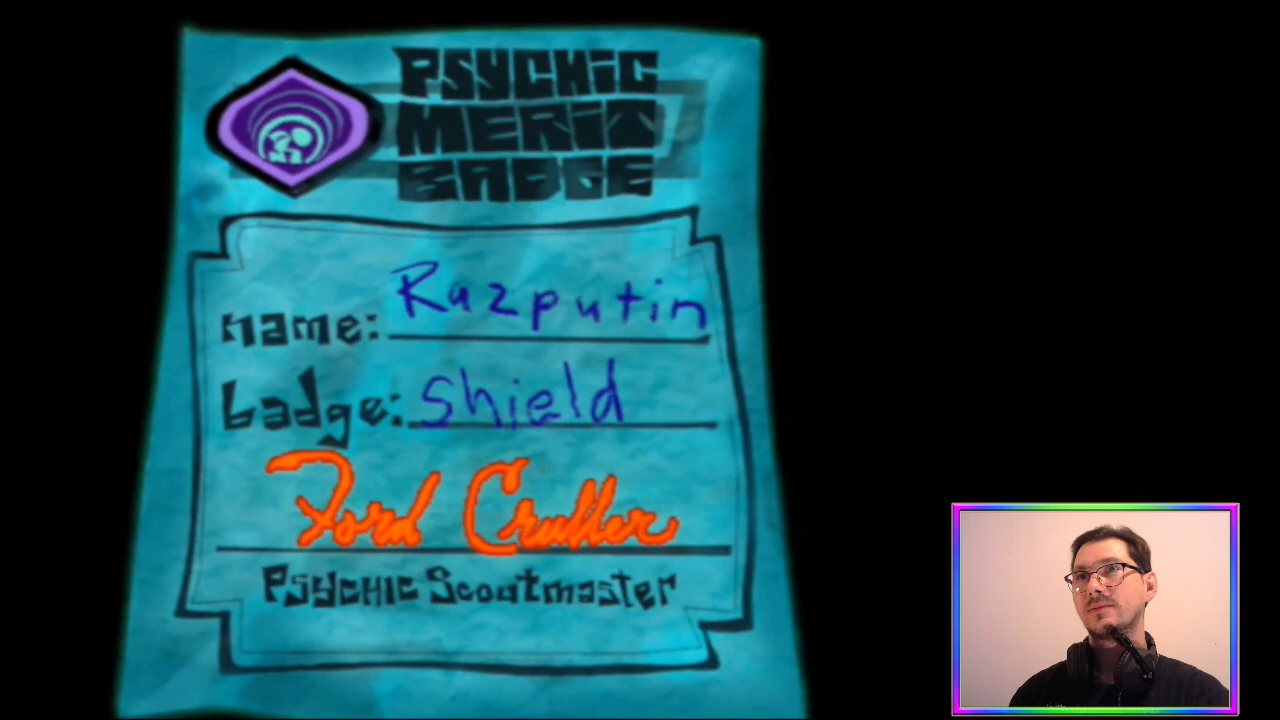 PSYCHIC
MERIT
BADGE
name: Razputin
badge: Shield
Ford Cruller
Psychic Scoutmaster